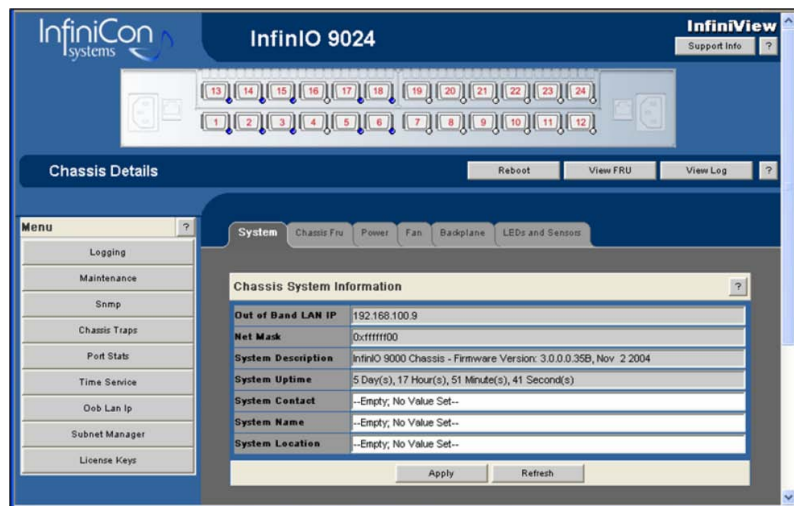 InfiniCon systems
InfinIO 9024
InfiniView
Support Info ?
13 14 15 16 17 18 19 20 21 22 23 24
1 2 3 4 5 6 7 8 9 10 11 12
Chassis Details
Reboot View FRU View Log ?
Menu ?
Logging
Maintenance
Snmp
Chassis Traps
Port Stats
Time Service
Oob Lan Ip
Subnet Manager
License Keys
System Chassis Fru Power Fan Backplane LEDs and Sensors
Chassis System Information ?
Out of Band LAN IP 192.168.100.9
Net Mask 0xffffff00
System Description InfinIO 9000 Chassis - Firmware Version: 3.0.0.0.35B, Nov 2 2004
System Uptime 5 Day(s), 17 Hour(s), 51 Minute(s), 41 Second(s)
System Contact --Empty; No Value Set--
System Name --Empty; No Value Set--
System Location --Empty; No Value Set--
Apply Refresh